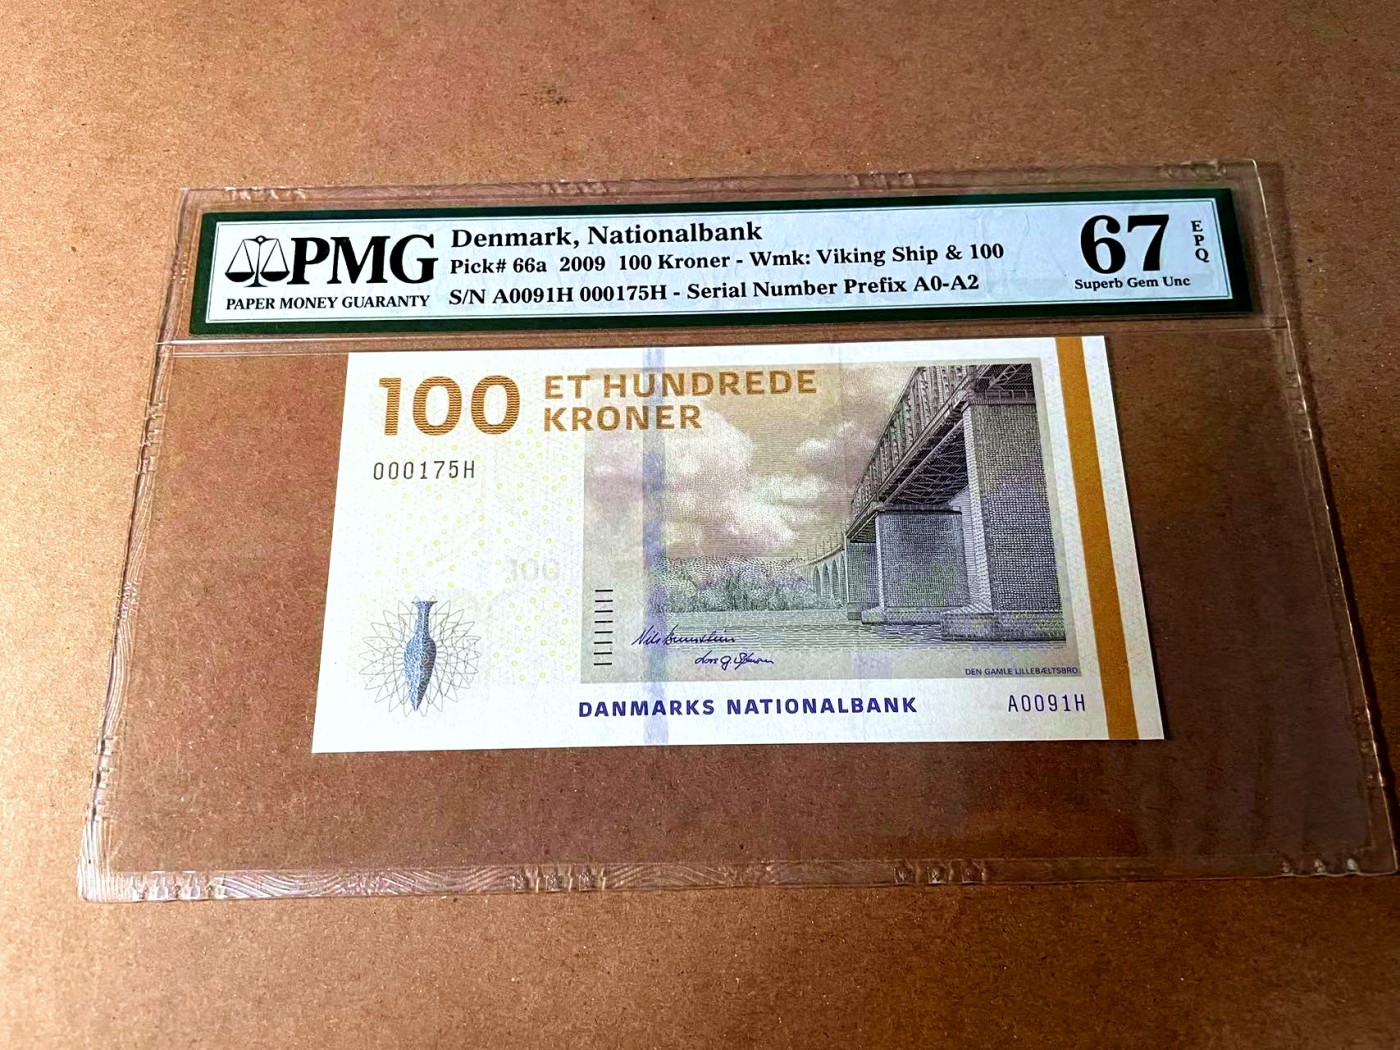 PMG
PAPER MONEY GUARANTY
Denmark, Nationalbank
Pick# 66a 2009 100 Kroner - Wmk: Viking Ship & 100
S/N A0091H 000175H - Serial Number Prefix A0-A2
67
EPQ
Superb Gem Unc
100
ET HUNDREDE
KRONER
000175H
100
DEN GAMLE LILLEBÆLTSBRO
DANMARKS NATIONALBANK
A0091H